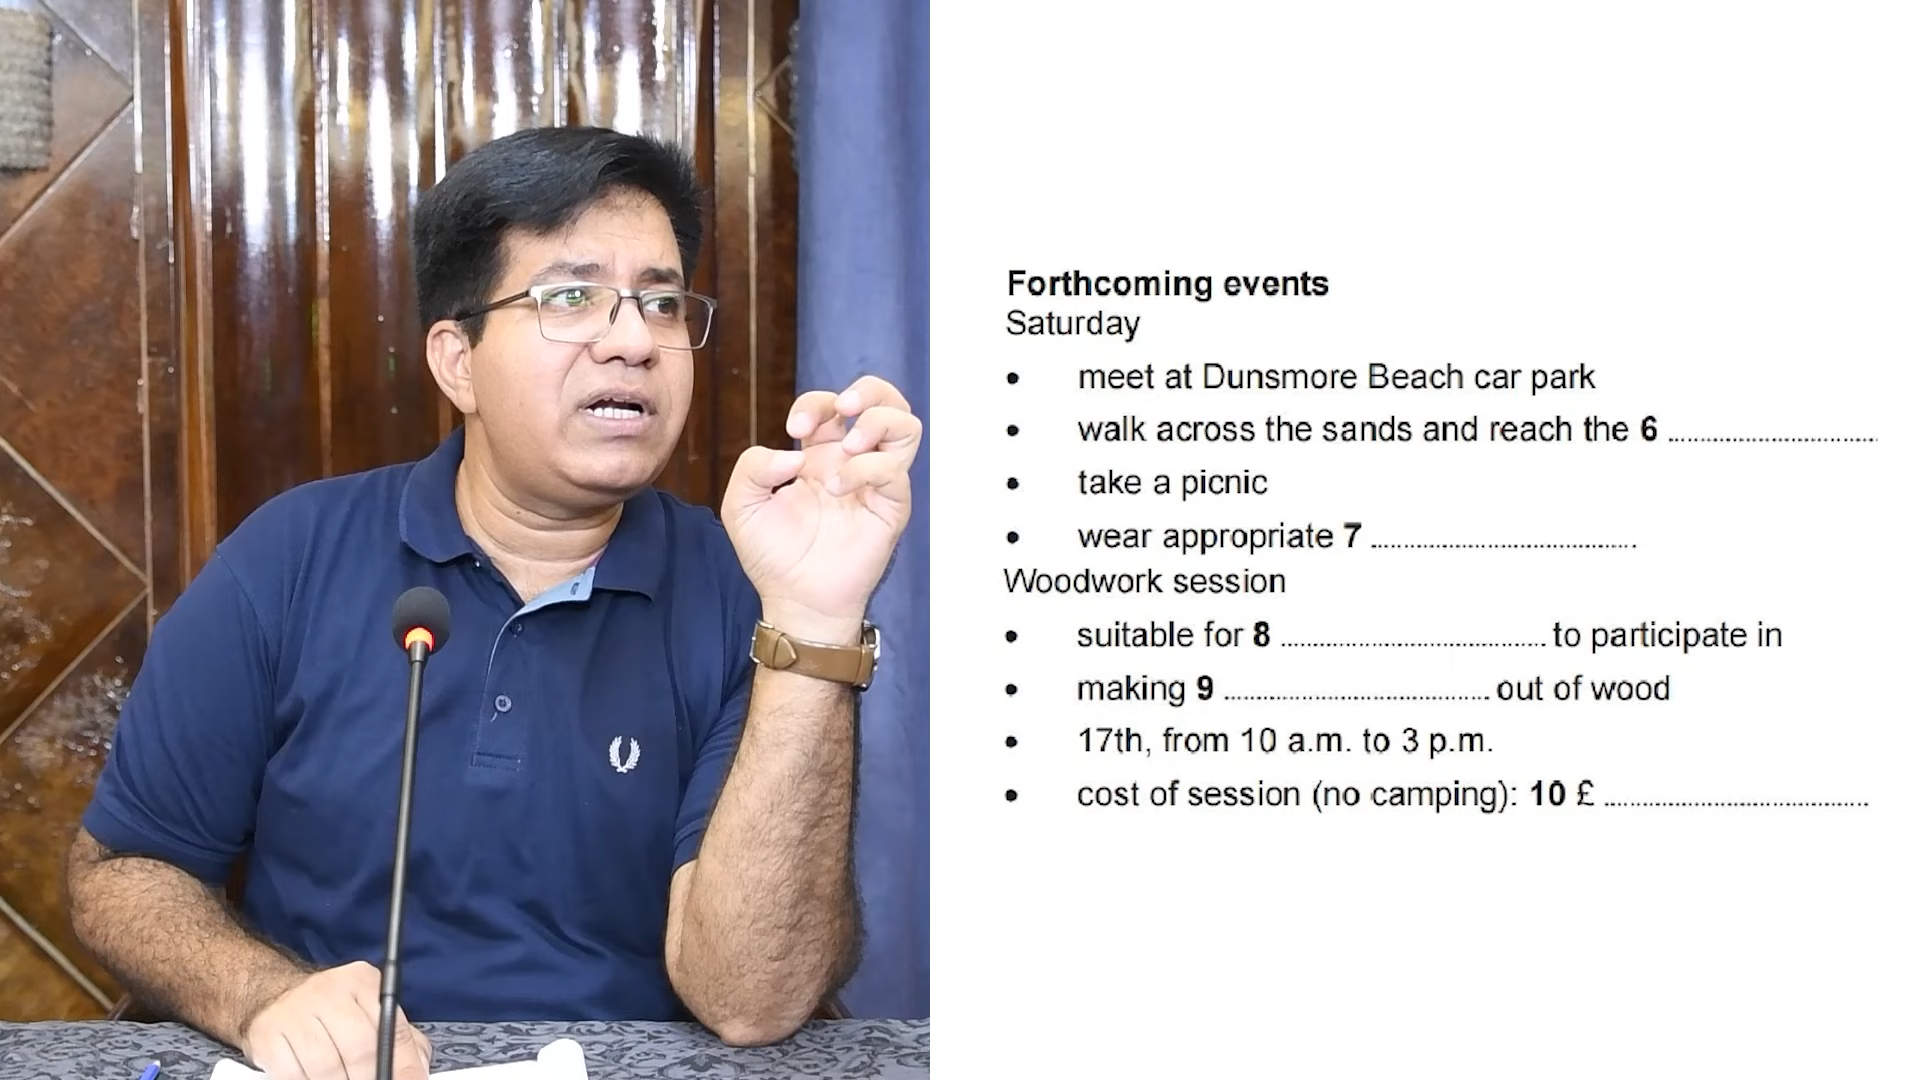 Forthcoming events
Saturday
• meet at Dunsmore Beach car park
• walk across the sands and reach the 6 ....................
• take a picnic
• wear appropriate 7 ....................
Woodwork session
• suitable for 8 .................... to participate in
• making 9 .................... out of wood
• 17th, from 10 a.m. to 3 p.m.
• cost of session (no camping): 10 £ ....................